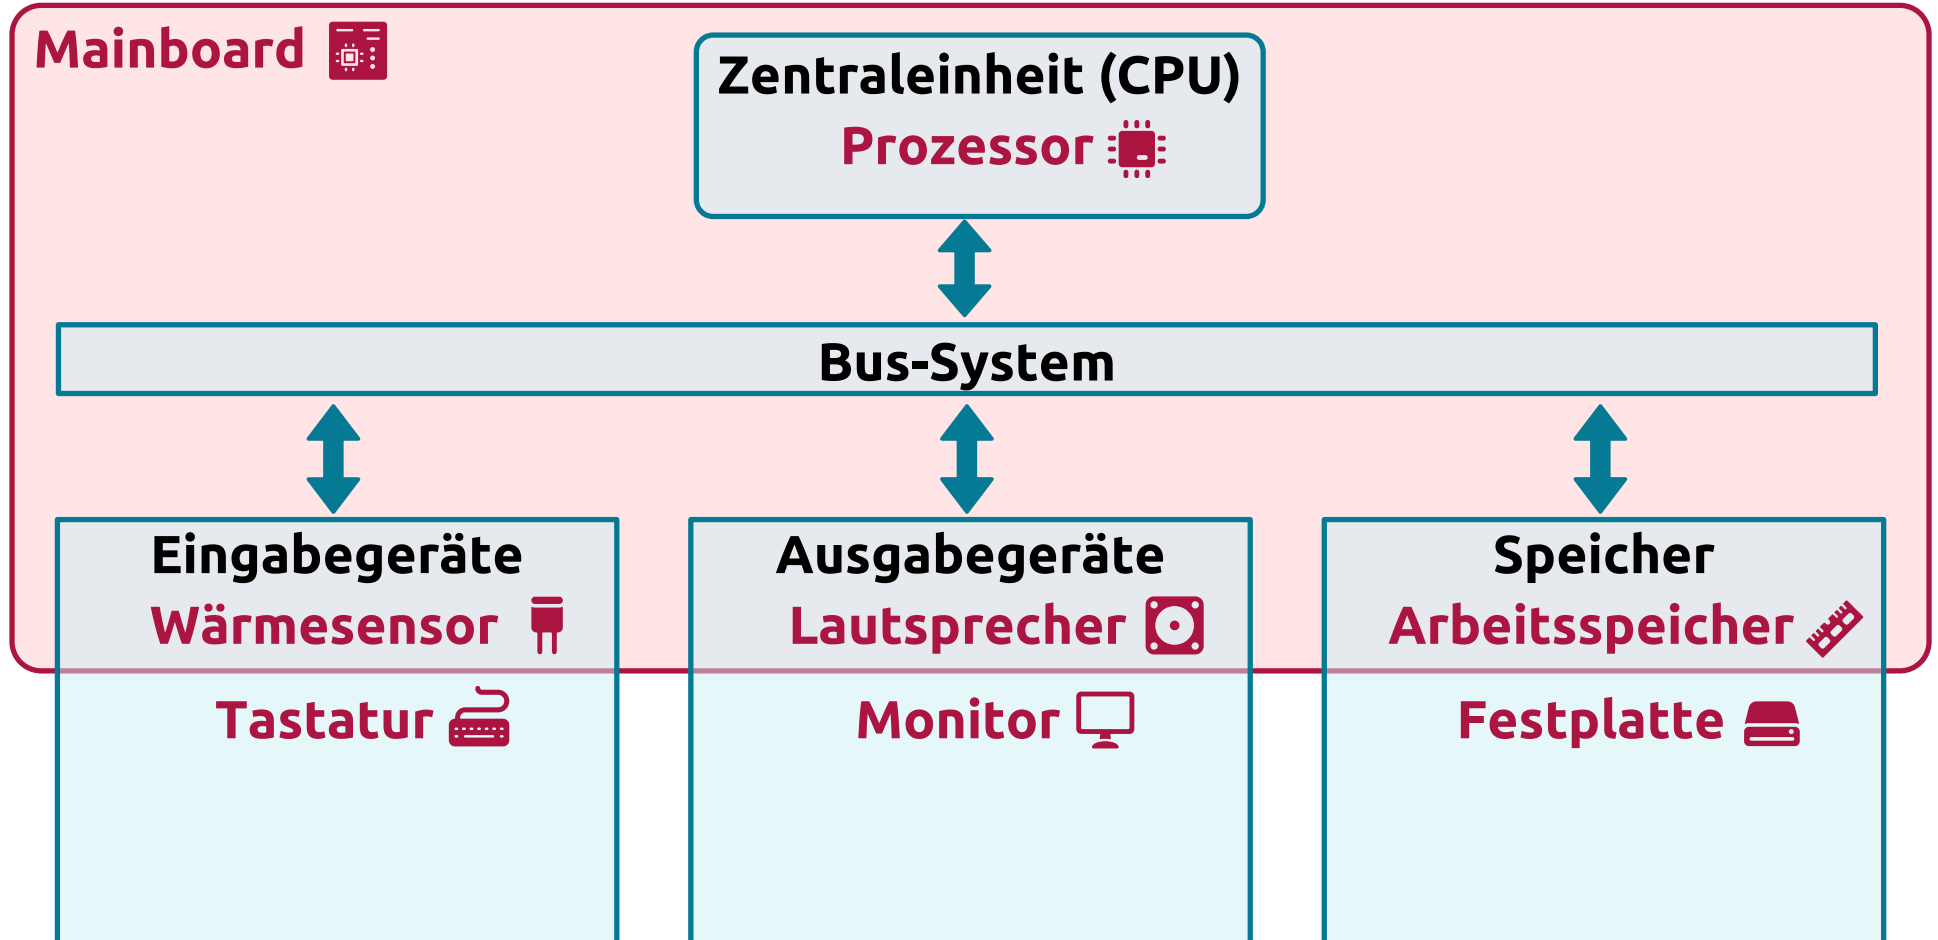 Mainboard
Zentraleinheit (CPU)
Prozessor
Bus-System
Eingabegeräte
Wärmesensor
Tastatur
Ausgabegeräte
Lautsprecher
Monitor
Speicher
Arbeitsspeicher
Festplatte